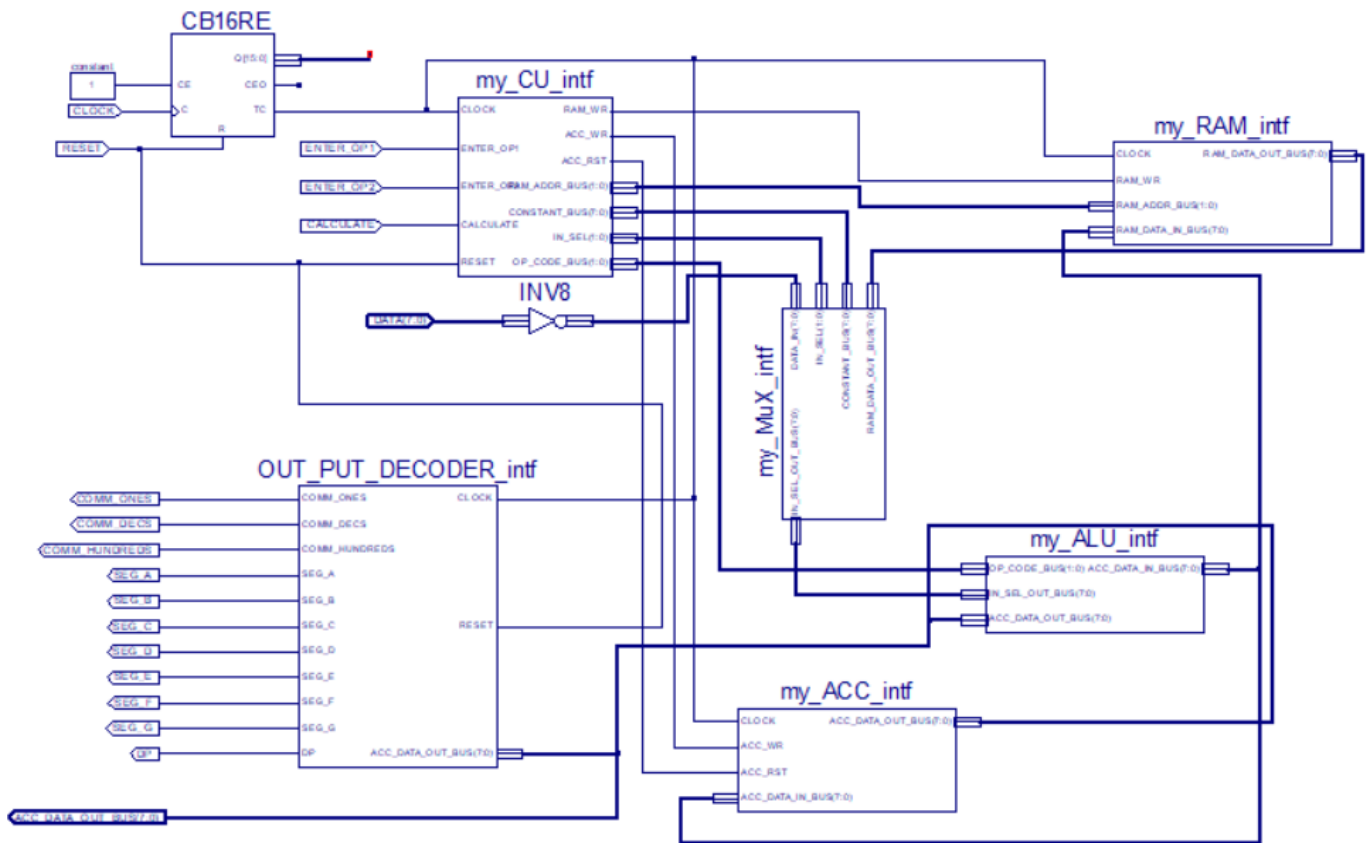 CB16RE
constant
1
CE
Q[15:0]
CEO
CLOCK
C
TC
R
RESET
my_CU_intf
CLOCK
RAM_WR
ACC_WR
ENTER_OP1
ENTER_OP1
ACC_RST
ENTER_OP2
ENTER_OP2
RAM_ADDR_BUS(1:0)
CONSTANT_BUS(7:0)
CALCULATE
CALCULATE
IN_SEL(1:0)
RESET
OP_CODE_BUS(1:0)
my_RAM_intf
CLOCK
RAM_DATA_OUT_BUS(7:0)
RAM_WR
RAM_ADDR_BUS(1:0)
RAM_DATA_IN_BUS(7:0)
INV8
DATA(7:0)
my_MuX_intf
DATA_IN(7:0)
IN_SEL(1:0)
CONSTANT_BUS(7:0)
RAM_DATA_OUT_BUS(7:0)
IN_SEL_OUT_BUS(7:0)
OUT_PUT_DECODER_intf
COMM_ONES
COMM_ONES
CLOCK
COMM_DECS
COMM_DECS
COMM_HUNDREDS
COMM_HUNDREDS
SEG_A
SEG_A
SEG_B
SEG_B
SEG_C
SEG_C
RESET
SEG_D
SEG_D
SEG_E
SEG_E
SEG_F
SEG_F
SEG_G
SEG_G
DP
DP
ACC_DATA_OUT_BUS(7:0)
ACC_DATA_OUT_BUS(7:0)
my_ALU_intf
OP_CODE_BUS(1:0)
ACC_DATA_IN_BUS(7:0)
IN_SEL_OUT_BUS(7:0)
ACC_DATA_OUT_BUS(7:0)
my_ACC_intf
CLOCK
ACC_DATA_OUT_BUS(7:0)
ACC_WR
ACC_RST
ACC_DATA_IN_BUS(7:0)